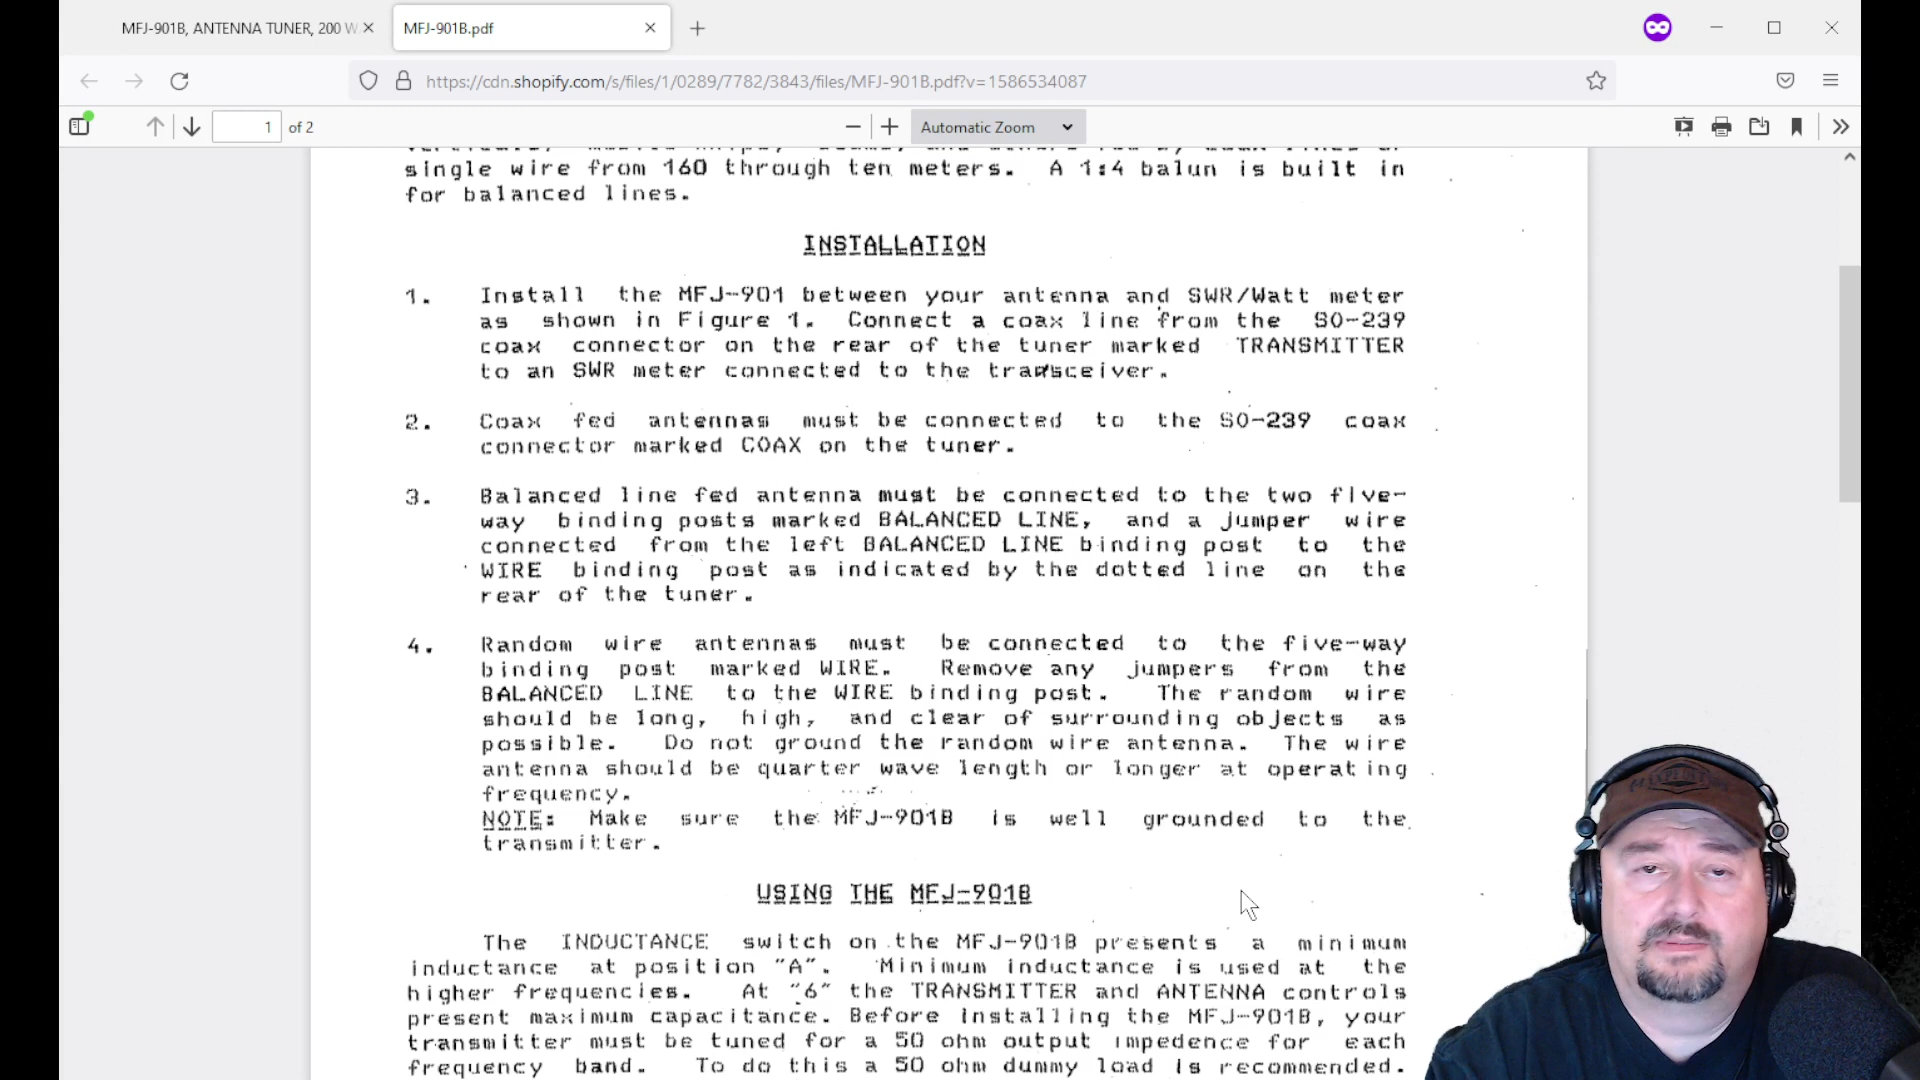 MFJ-901B, ANTENNA TUNER, 200 W
MFJ-901B.pdf
https://cdn.shopify.com/s/files/1/0289/7782/3843/files/MFJ-901B.pdf?v=1586534087
1 of 2
Automatic Zoom
single wire from 160 through ten meters. A 1:4 balun is built in
for balanced lines.
INSTALLATION
1. Install the MFJ-901 between your antenna and SWR/Watt meter
as shown in Figure 1. Connect a coax line from the SO-239
coax connector on the rear of the tuner marked TRANSMITTER
to an SWR meter connected to the transceiver.
2. Coax fed antennas must be connected to the SO-239 coax
connector marked COAX on the tuner.
3. Balanced line fed antenna must be connected to the two five-
way binding posts marked BALANCED LINE, and a jumper wire
connected from the left BALANCED LINE binding post to the
WIRE binding post as indicated by the dotted line on the
rear of the tuner.
4. Random wire antennas must be connected to the five-way
binding post marked WIRE. Remove any jumpers from the
BALANCED LINE to the WIRE binding post. The random wire
should be long, high, and clear of surrounding objects as
possible. Do not ground the random wire antenna. The wire
antenna should be quarter wave length or longer at operating
frequency.
NOTE: Make sure the MFJ-901B is well grounded to the
transmitter.
USING THE MFJ-901B
The INDUCTANCE switch on the MFJ-901B presents a minimum
inductance at position "A". Minimum inductance is used at the
higher frequencies. At "6" the TRANSMITTER and ANTENNA controls
present maximum capacitance. Before installing the MFJ-901B, your
transmitter must be tuned for a 50 ohm output impedence for each
frequency band. To do this a 50 ohm dummy load is recommended.